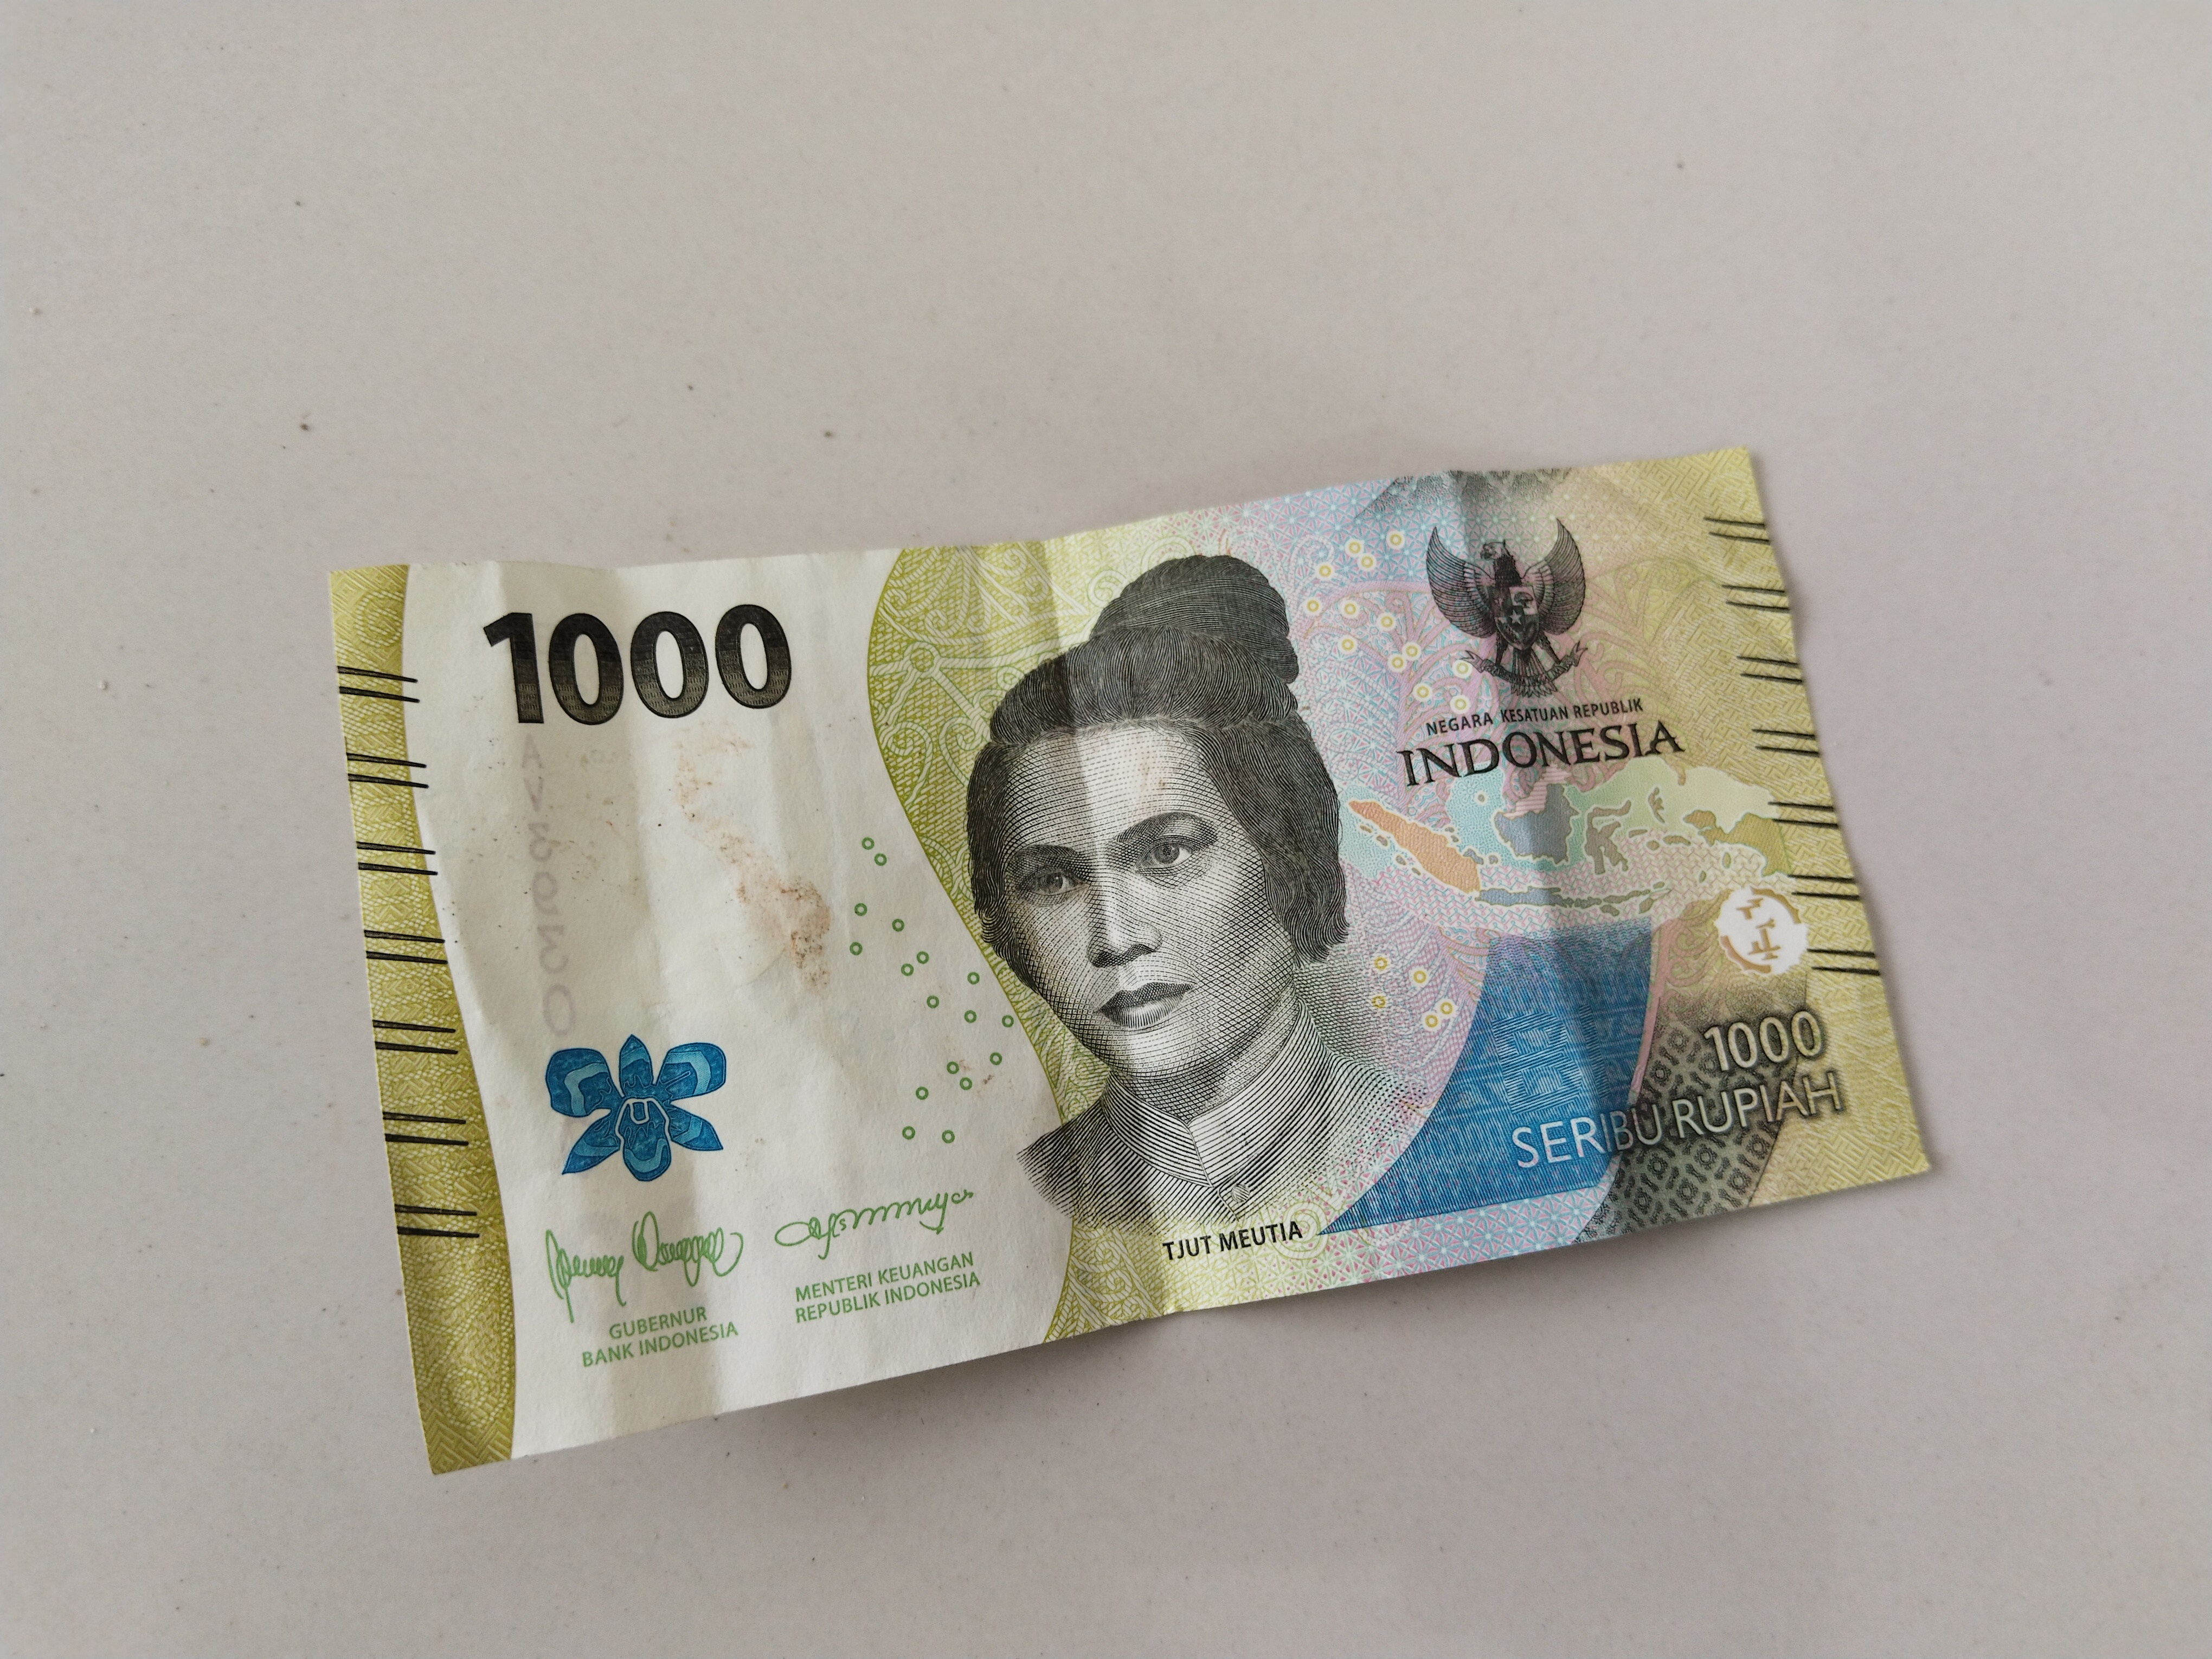 1000
NEGARA KESATUAN REPUBLIK
INDONESIA
1000
SERIBU RUPIAH
TJUT MEUTIA
GUBERNUR
BANK INDONESIA
MENTERI KEUANGAN
REPUBLIK INDONESIA